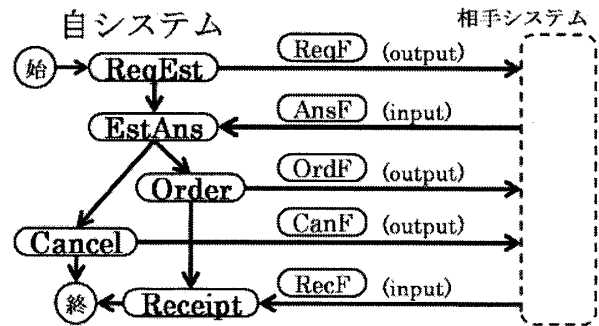 自システム
相手システム
始
ReqEst
ReqF (output)
EstAns
AnsF (input)
Order
OrdF (output)
Cancel
CanF (output)
終
Receipt
RecF (input)